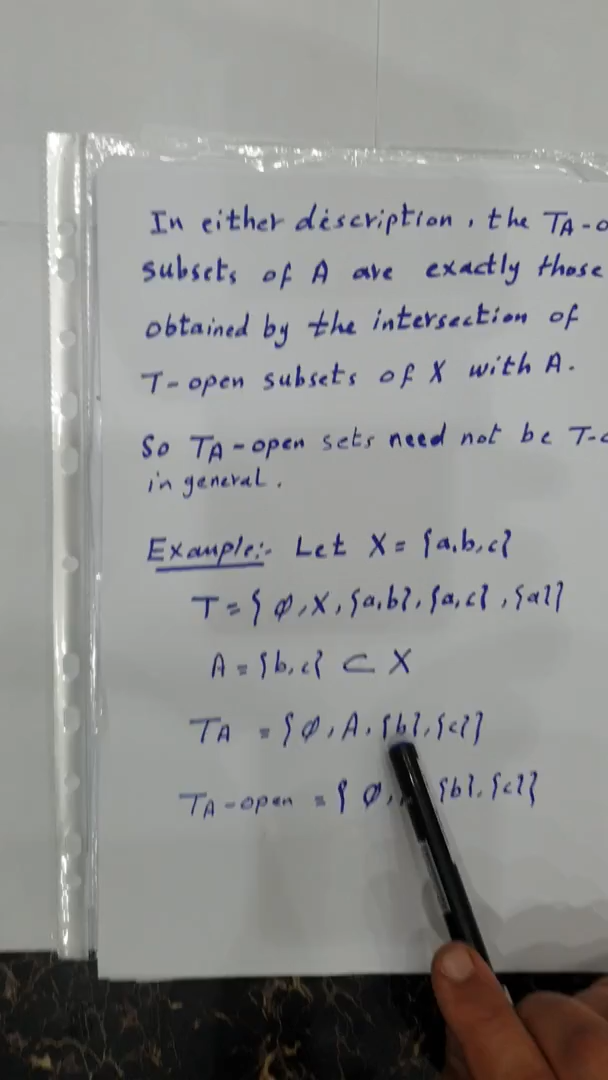 In either description, the TA-o
subsets of A are exactly those
obtained by the intersection of
T-open subsets of X with A.
So TA-open sets need not be T-o
in general.
Example:- Let X = {a,b,c}
T = { ∅, X, {a,b}, {a,c}, {a}}
A = {b,c} ⊂ X
TA = { ∅, A, {b}, {c}}
TA-open = { ∅, {b}, {c}}